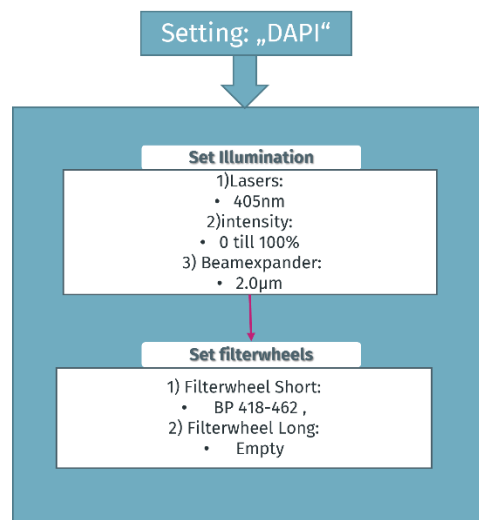 Setting: „DAPI“
Set Illumination
1)Lasers:
• 405nm
2)intensity:
• 0 till 100%
3) Beamexpander:
• 2.0µm
Set filterwheels
1) Filterwheel Short:
• BP 418-462 ,
2) Filterwheel Long:
• Empty